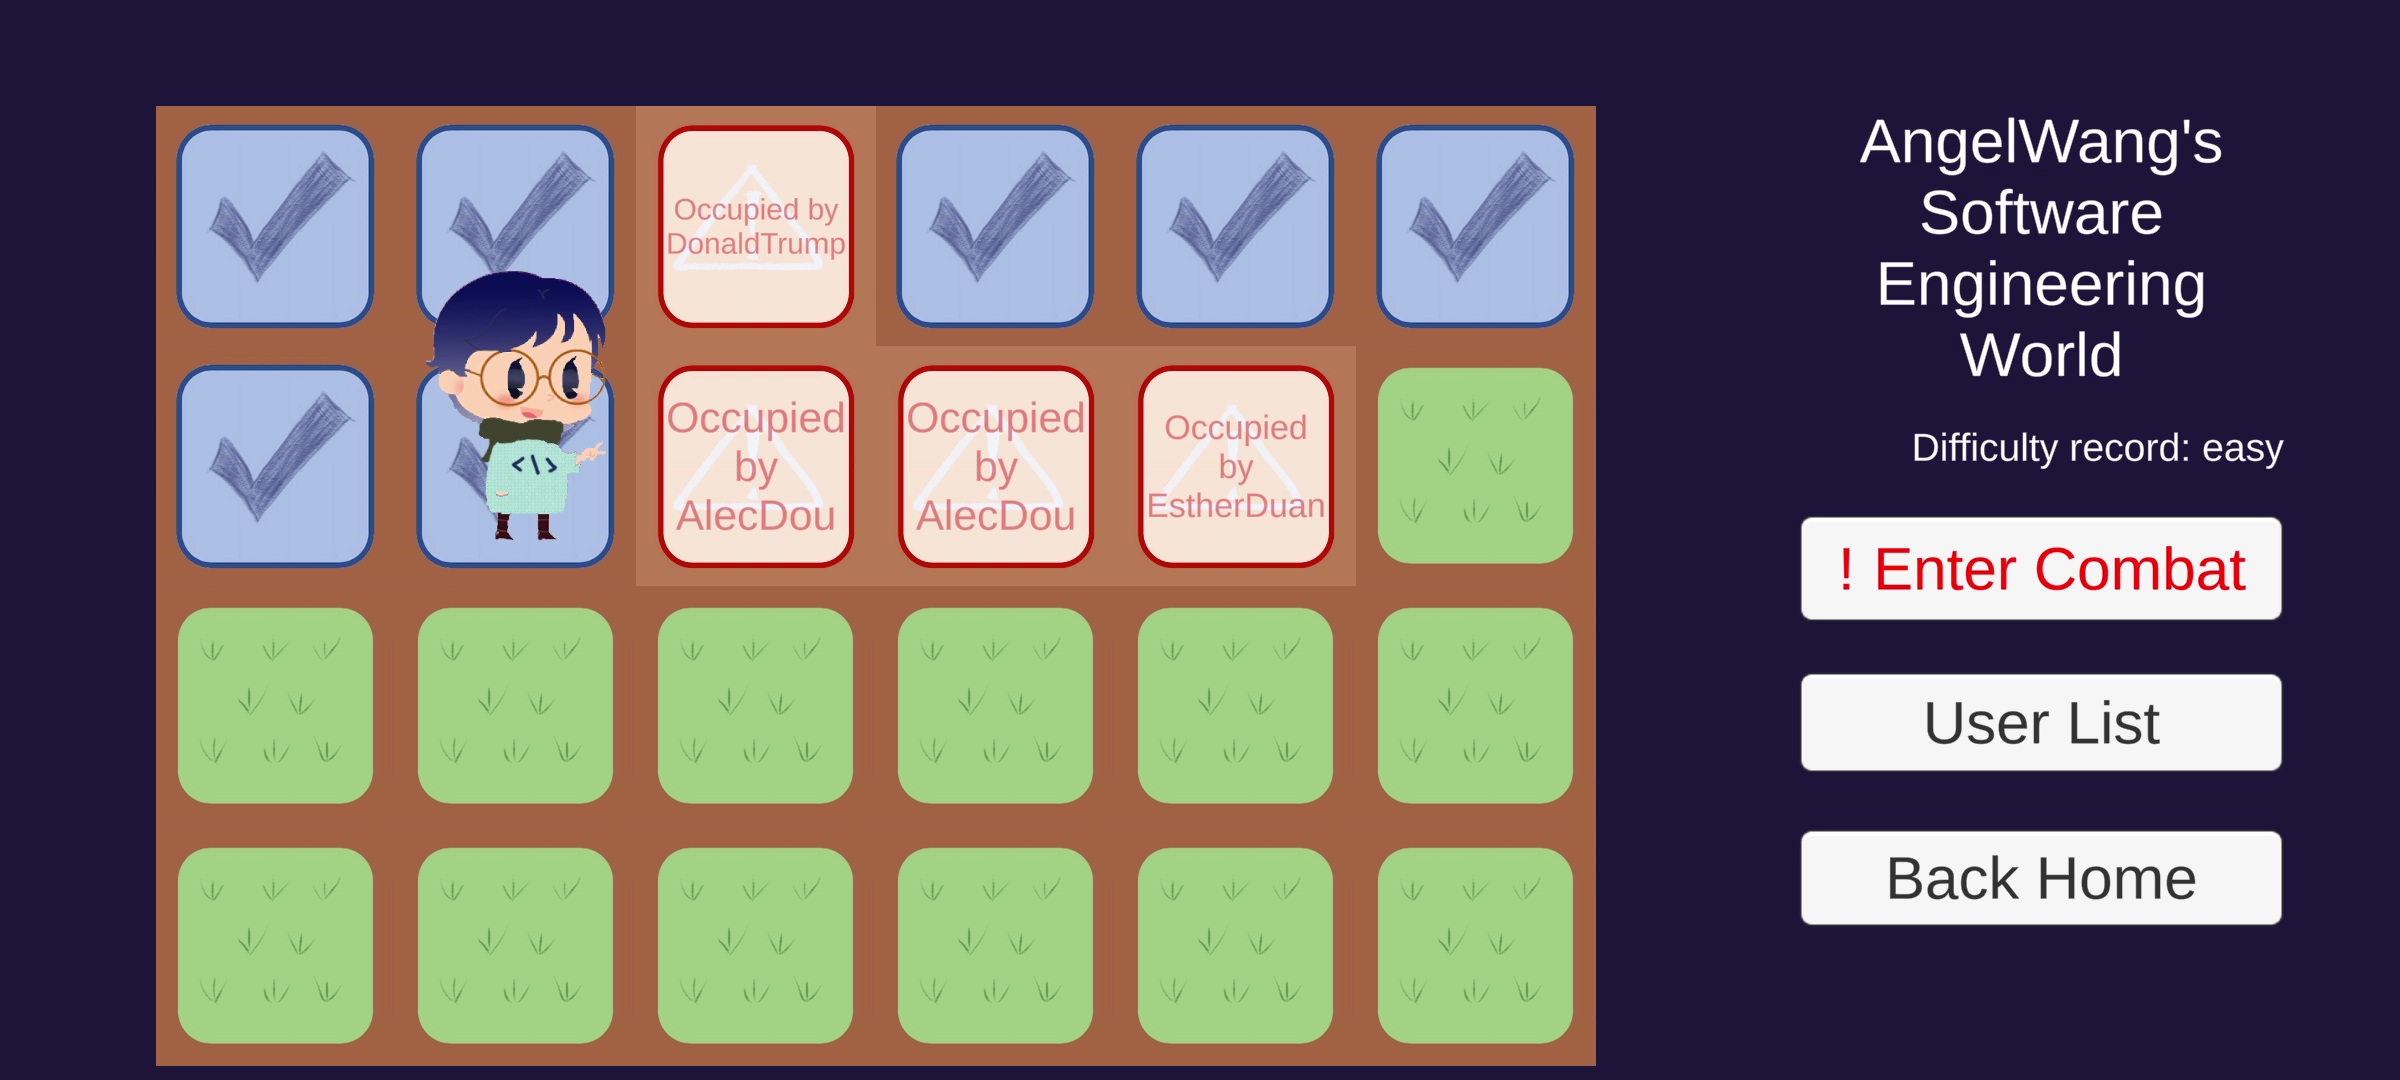 Occupied by
DonaldTrump
Occupied
by
AlecDou
Occupied
by
AlecDou
Occupied
by
EstherDuan
</>
AngelWang's
Software
Engineering
World
Difficulty record: easy
! Enter Combat
User List
Back Home